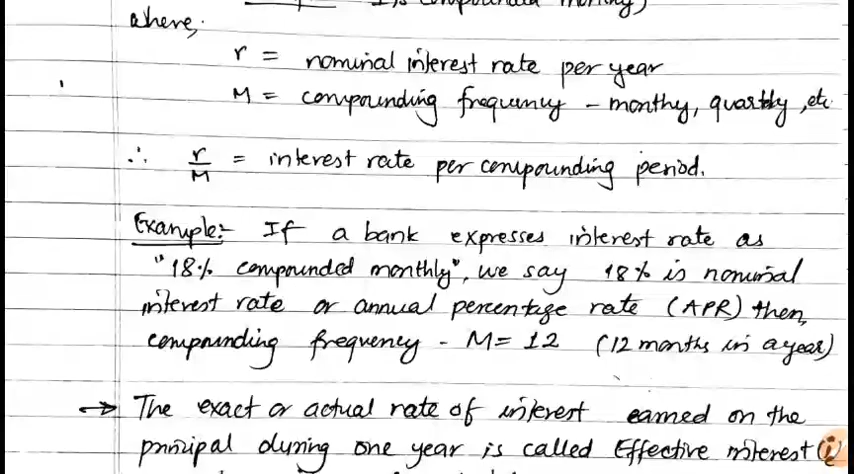 compounded monthly)
where,
r = nominal interest rate per year
M = compounding frequency - monthy, quartly, etc.
∴ r/M = interest rate per compounding period.
Example:- If a bank expresses interest rate as
"18% compounded monthly", we say 18% is nominal
interest rate or annual percentage rate (APR) then,
compounding frequency - M = 12 (12 months in a year)
→ The exact or actual rate of interest earned on the
principal during one year is called Effective interest (i)